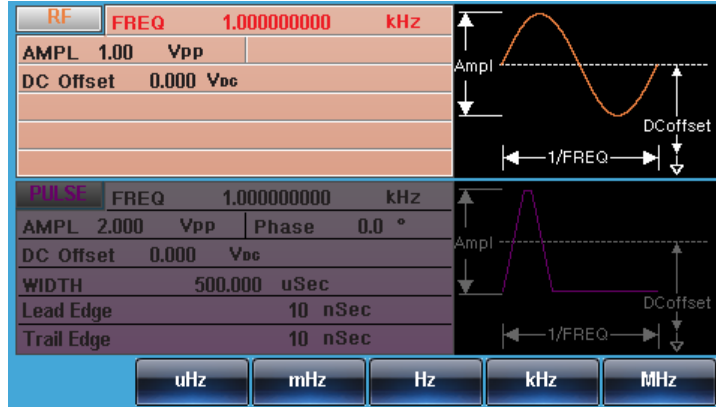 RF FREQ 1.000000000 kHz
AMPL 1.00 Vpp
DC Offset 0.000 VDC
Ampl
DCoffset
1/FREQ
PULSE FREQ 1.000000000 kHz
AMPL 2.000 Vpp Phase 0.0 °
DC Offset 0.000 VDC
WIDTH 500.000 uSec
Lead Edge 10 nSec
Trail Edge 10 nSec
Ampl
DCoffset
1/FREQ
uHz mHz Hz kHz MHz